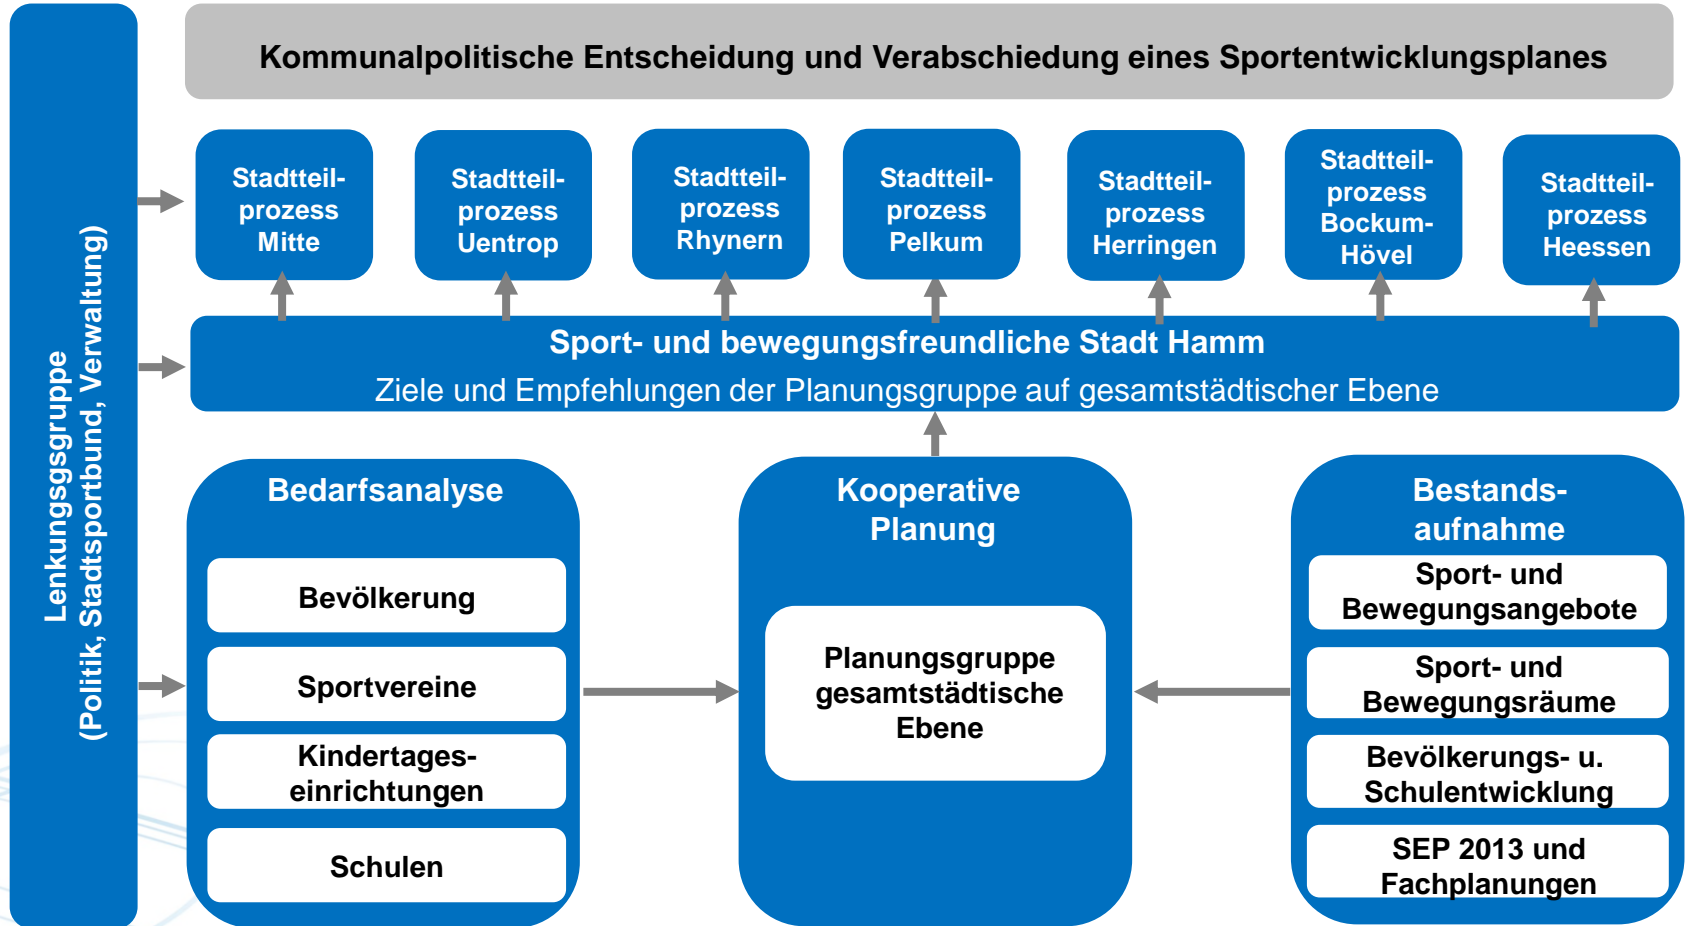 Lenkungsgsgruppe
(Politik, Stadtsportbund, Verwaltung)
Kommunalpolitische Entscheidung und Verabschiedung eines Sportentwicklungsplanes
Stadtteil-
prozess
Mitte
Stadtteil-
prozess
Uentrop
Stadtteil-
prozess
Rhynern
Stadtteil-
prozess
Pelkum
Stadtteil-
prozess
Herringen
Stadtteil-
prozess
Bockum-
Hövel
Stadtteil-
prozess
Heessen
Sport- und bewegungsfreundliche Stadt Hamm
Ziele und Empfehlungen der Planungsgruppe auf gesamtstädtischer Ebene
Bedarfsanalyse
Bevölkerung
Sportvereine
Kindertages-
einrichtungen
Schulen
Kooperative
Planung
Planungsgruppe
gesamtstädtische
Ebene
Bestands-
aufnahme
Sport- und
Bewegungsangebote
Sport- und
Bewegungsräume
Bevölkerungs- u.
Schulentwicklung
SEP 2013 und
Fachplanungen